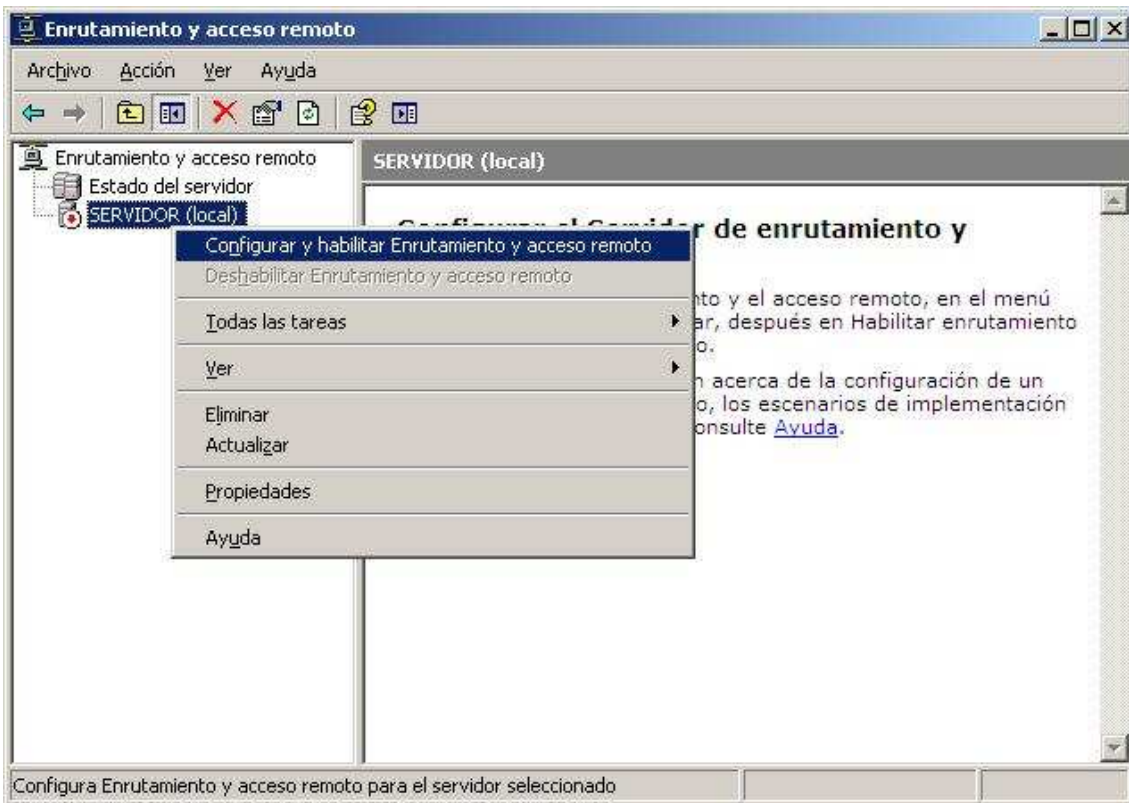 Enrutamiento y acceso remoto
Archivo Acción Ver Ayuda
Enrutamiento y acceso remoto
Estado del servidor
SERVIDOR (local)
SERVIDOR (local)
de enrutamiento y
Configurar y habilitar Enrutamiento y acceso remoto
Deshabilitar Enrutamiento y acceso remoto
Todas las tareas
Ver
Eliminar
Actualizar
Propiedades
Ayuda
y el acceso remoto, en el menú
después en Habilitar enrutamiento
acerca de la configuración de un
los escenarios de implementación
Ayuda.
Configura Enrutamiento y acceso remoto para el servidor seleccionado